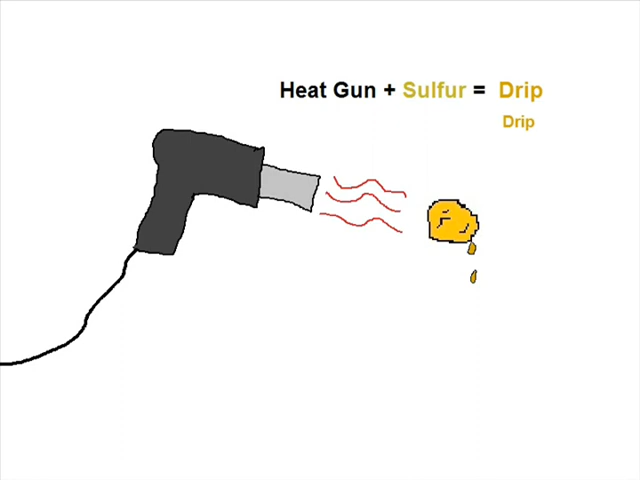 Heat Gun + Sulfur = Drip
Drip